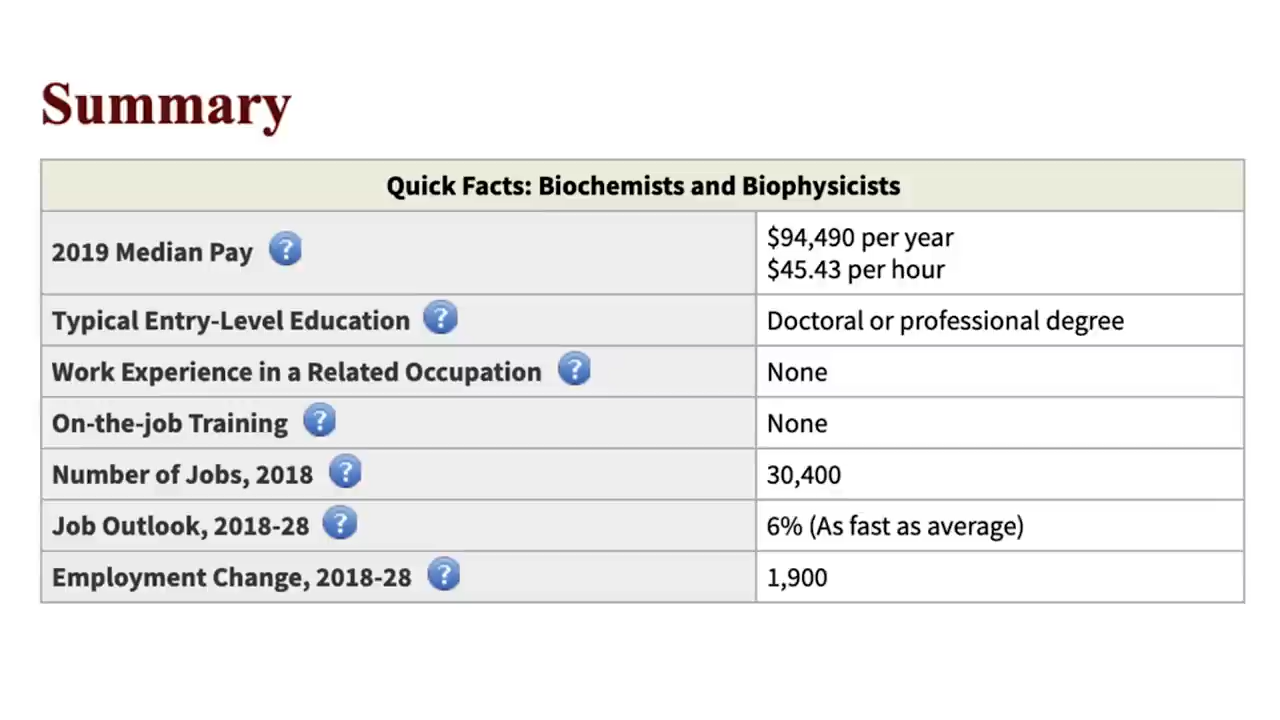 Summary
Quick Facts: Biochemists and Biophysicists
2019 Median Pay ?
$94,490 per year
$45.43 per hour
Typical Entry-Level Education ?
Doctoral or professional degree
Work Experience in a Related Occupation ?
None
On-the-job Training ?
None
Number of Jobs, 2018 ?
30,400
Job Outlook, 2018-28 ?
6% (As fast as average)
Employment Change, 2018-28 ?
1,900